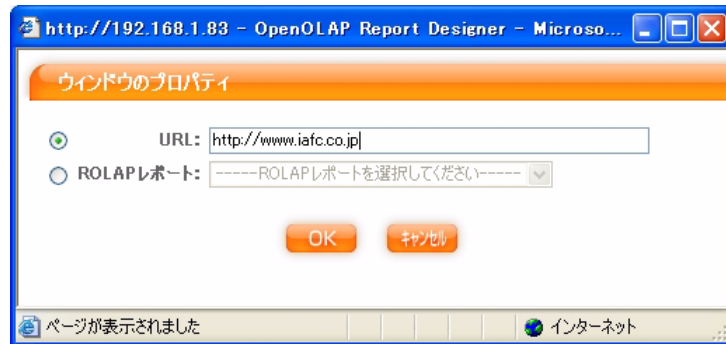 http://192.168.1.83 - OpenOLAP Report Designer - Microso...
ウィンドウのプロパティ
URL: http://www.iafc.co.jp
ROLAPレポート: -----ROLAPレポートを選択してください-----
OK キャンセル
ページが表示されました インターネット